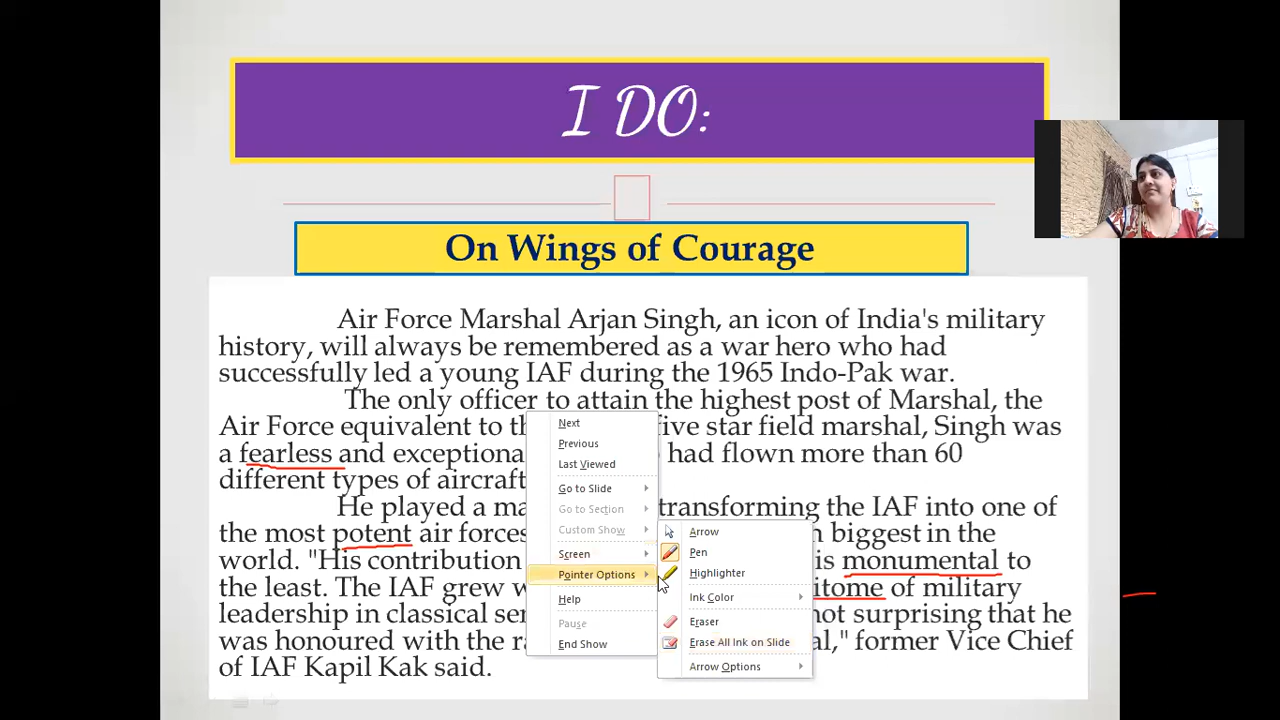 I DO:
On Wings of Courage
Air Force Marshal Arjan Singh, an icon of India's military
history, will always be remembered as a war hero who had
successfully led a young IAF during the 1965 Indo-Pak war.
The only officer to attain the highest post of Marshal, the
Air Force equivalent to five star field marshal, Singh was
a fearless and exceptiona had flown more than 60
different types of aircraft
He played a ma transforming the IAF into one of
the most potent air forces biggest in the
world. "His contribution is monumental to
the least. The IAF grew w itome of military
leadership in classical se not surprising that he
was honoured with the ra al," former Vice Chief
of IAF Kapil Kak said.
Next
Previous
Last Viewed
Go to Slide
Go to Section
Custom Show
Screen
Pointer Options
Help
Pause
End Show
Arrow
Pen
Highlighter
Ink Color
Eraser
Erase All Ink on Slide
Arrow Options